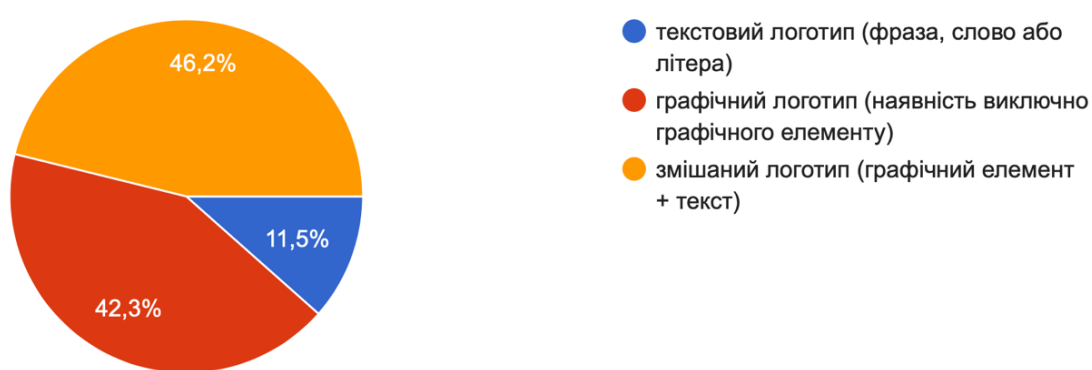 46,2%
11,5%
42,3%
текстовий логотип (фраза, слово або
літера)
графічний логотип (наявність виключно
графічного елементу)
змішаний логотип (графічний елемент
+ текст)